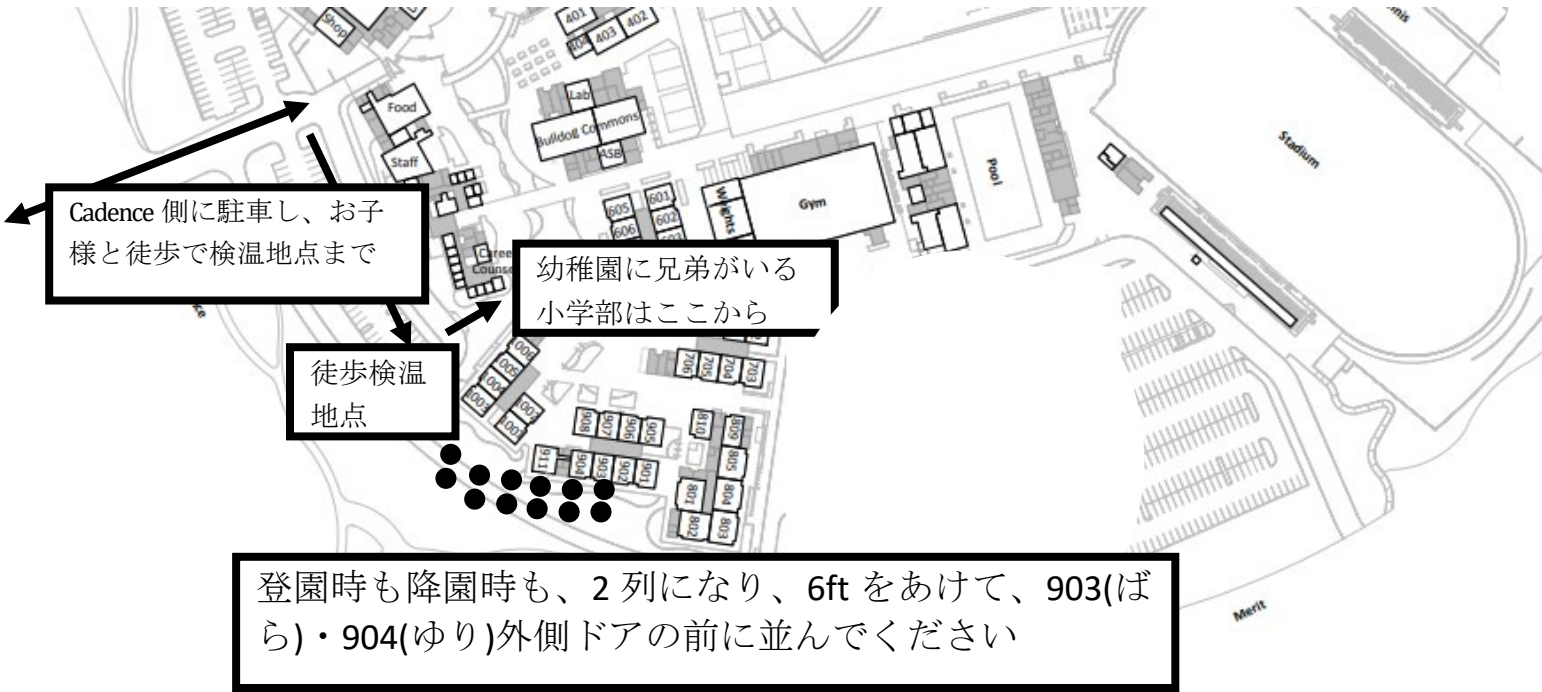 Shop
401
402
403
404
Food
Lab
Bulldog Commons
ASB
Staff
Stadium
Pool
Gym
Weights
601
602
605
606
Cadence 側に駐車し、お子
様と徒歩で検温地点まで
幼稚園に兄弟がいる
小学部はここから
徒歩検温
地点
706
705
704
703
908
907
906
905
911
904
903
902
901
810
809
805
804
801
802
803
登園時も降園時も、2 列になり、6ft をあけて、903(ば
ら)・904(ゆり)外側ドアの前に並んでください
Merit